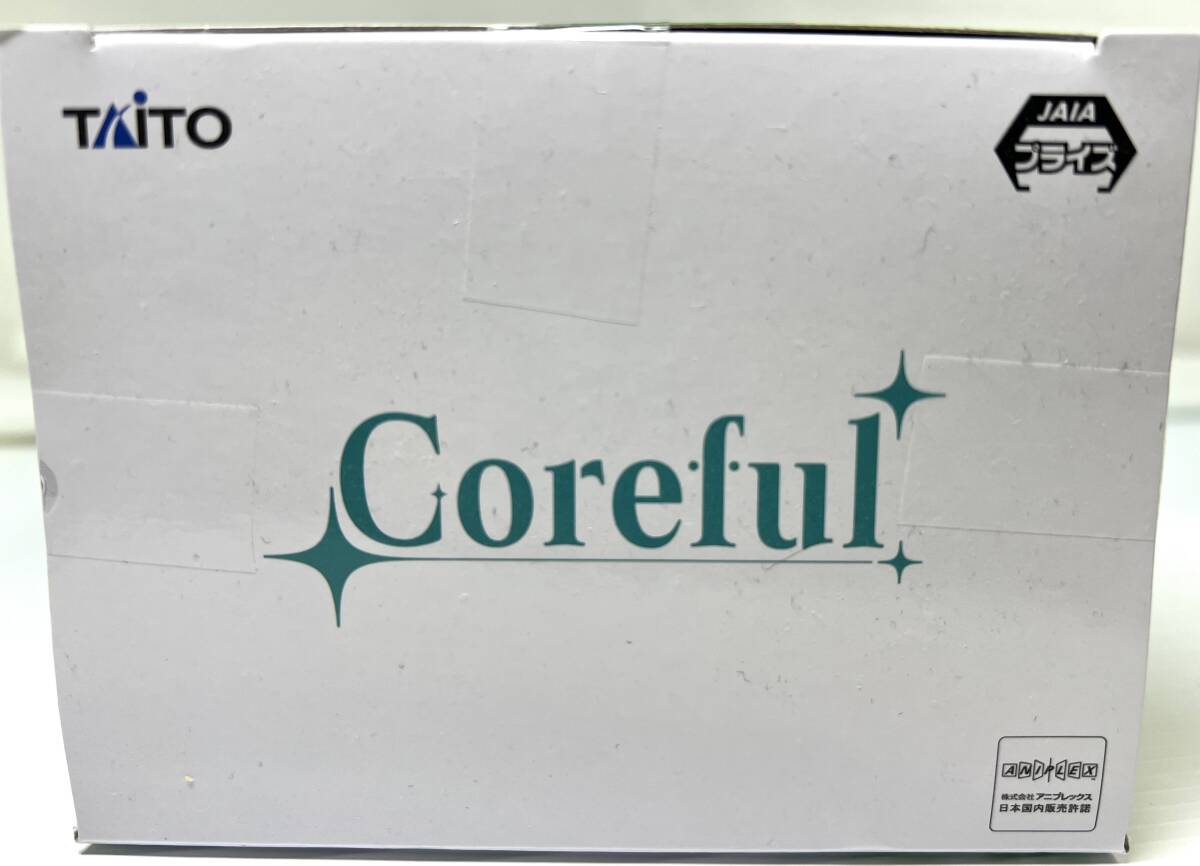 TAITO
JAIA
プライズ
Coreful
ANIPLEX
株式会社 アニプレックス
日本国内販売許諾